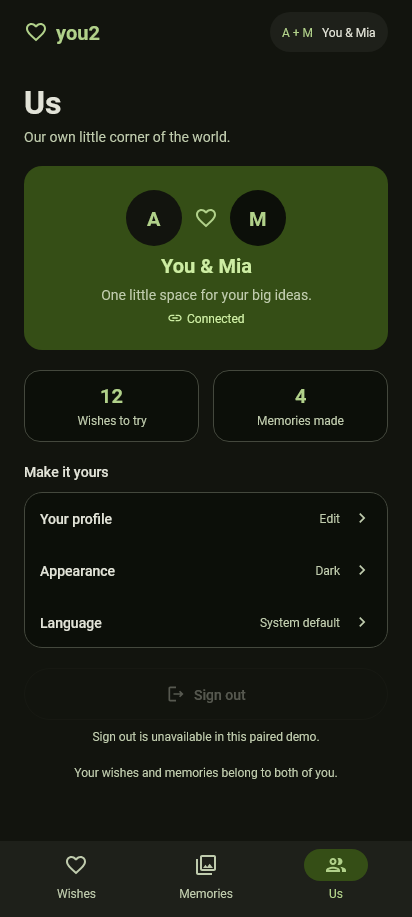 you2
A + M You & Mia
Us
Our own little corner of the world.
A M
You & Mia
One little space for your big ideas.
Connected
12
Wishes to try
4
Memories made
Make it yours
Your profile Edit
Appearance Dark
Language System default
Sign out
Sign out is unavailable in this paired demo.
Your wishes and memories belong to both of you.
Wishes Memories Us